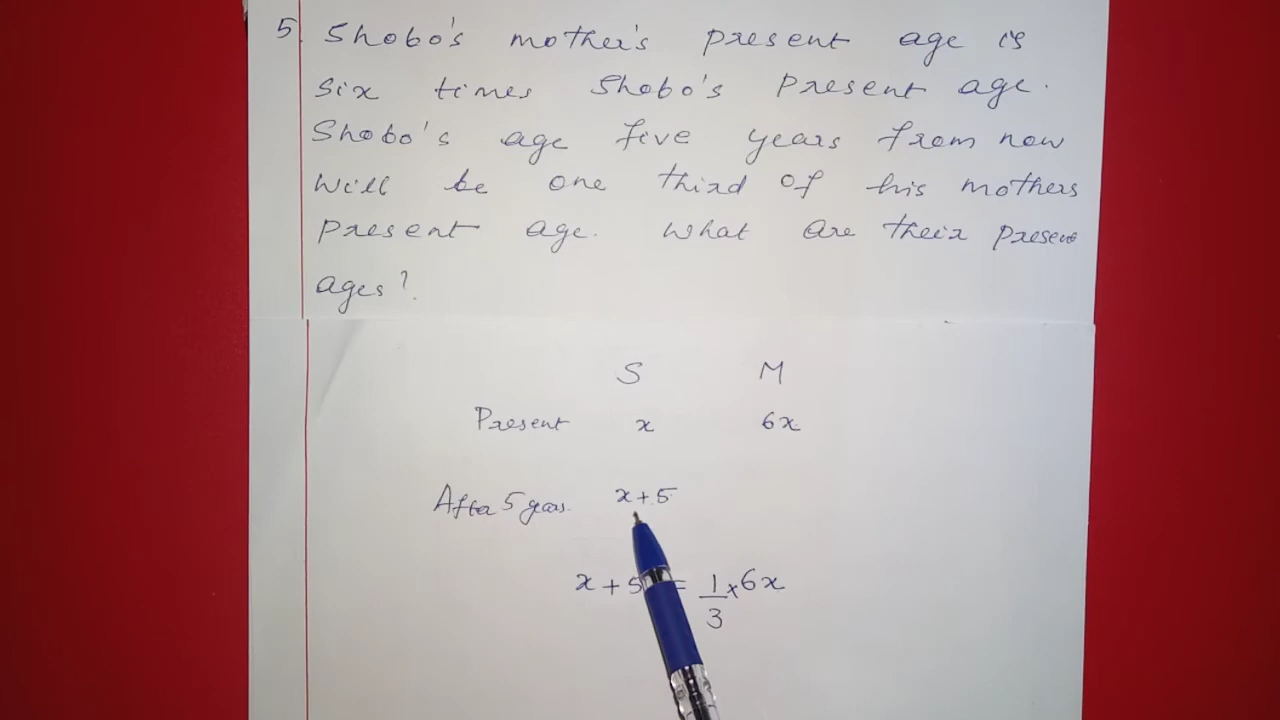 5. Shobo's mother's present age is
six times Shobo's Present age.
Shobo's age five years from now
will be one third of his mothers
present age. What are their present
ages?
S M
Present x 6x
After 5 years. x+5
x+5 = 1/3 × 6x